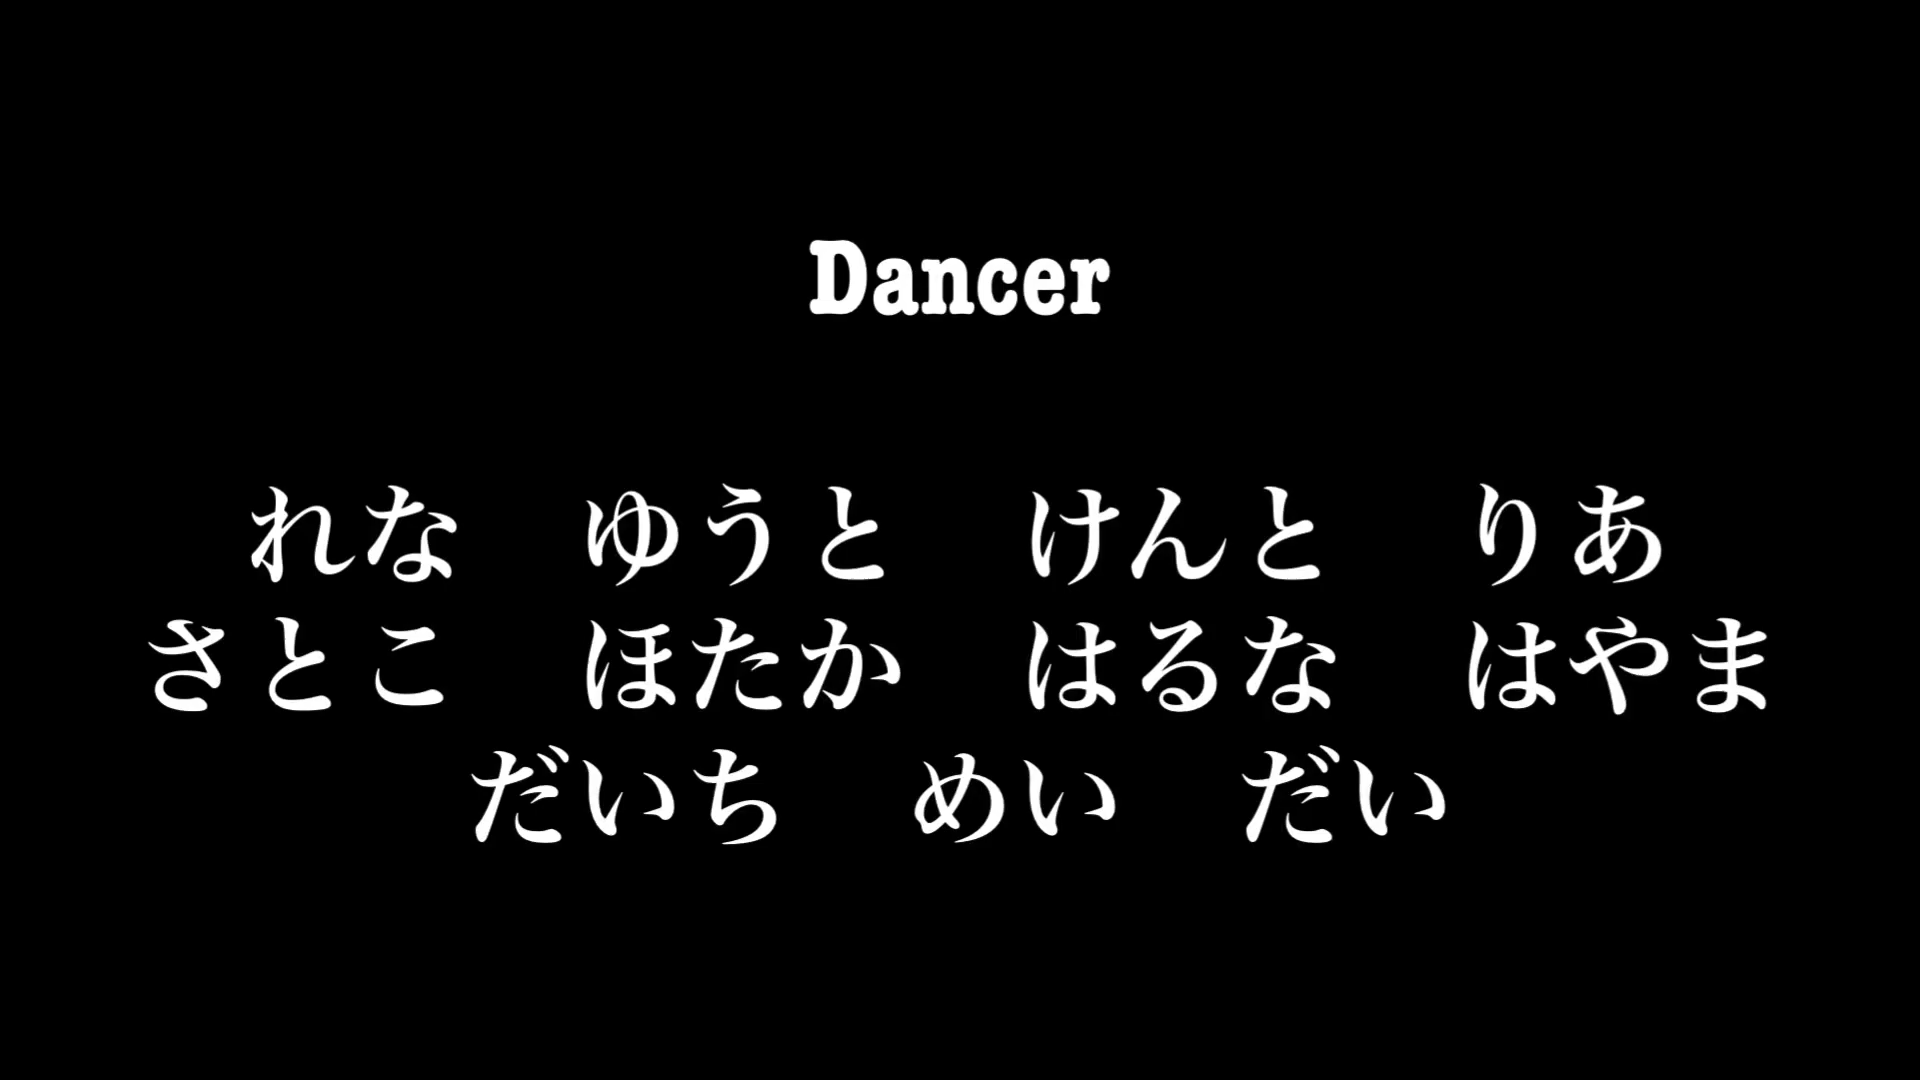 Dancer
れな　ゆうと　けんと　りあ
さとこ　ほたか　はるな　はやま
だいち　めい　だい